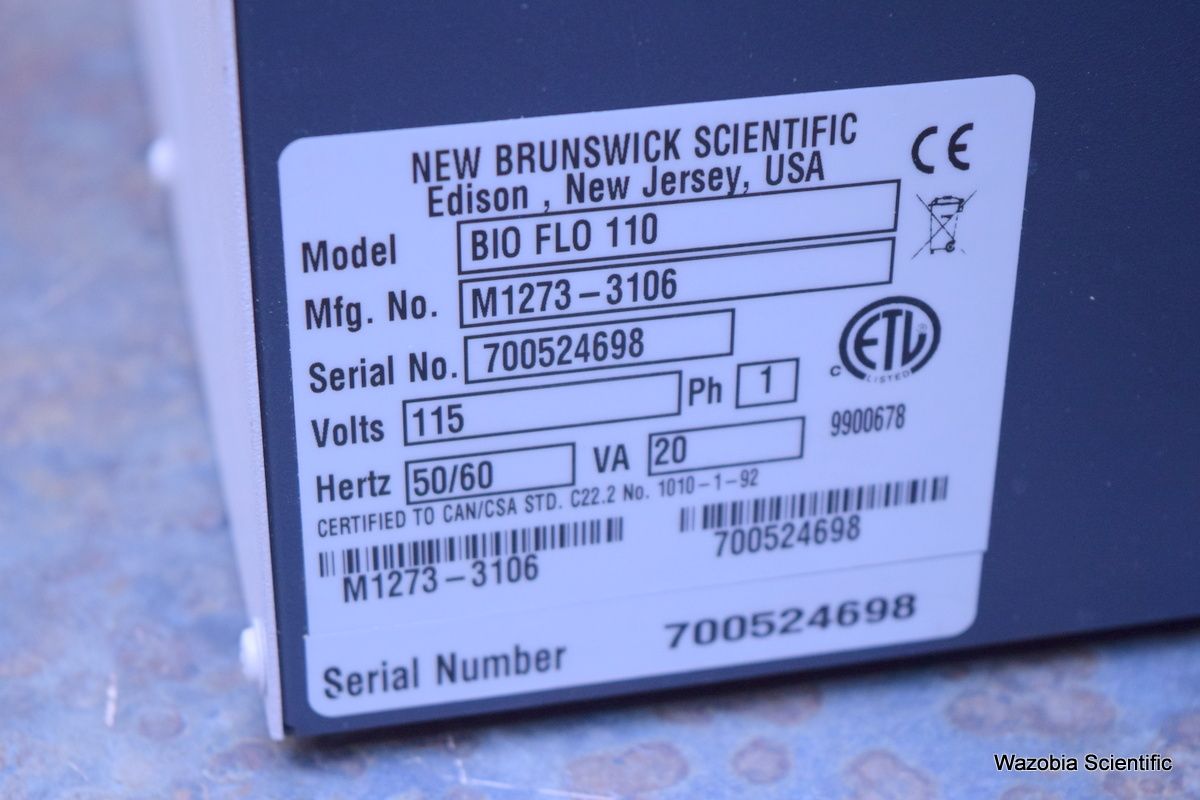 NEW BRUNSWICK SCIENTIFIC
Edison , New Jersey, USA
CE
Model BIO FLO 110
Mfg. No. M1273-3106
Serial No. 700524698
ETL®
C LISTED
Volts 115 Ph 1
9900678
Hertz 50/60 VA 20
CERTIFIED TO CAN/CSA STD. C22.2 No. 1010-1-92
M1273-3106 700524698
Serial Number 700524698
Wazobia Scientific